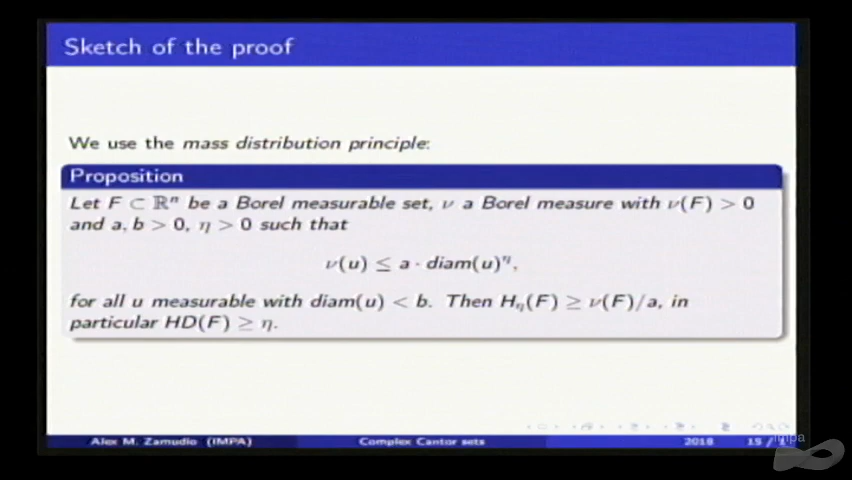 Sketch of the proof
We use the mass distribution principle:
Proposition
Let F ⊂ ℝⁿ be a Borel measurable set, ν a Borel measure with ν(F) > 0
and a, b > 0, η > 0 such that
ν(u) ≤ a · diam(u)^η,
for all u measurable with diam(u) < b. Then H_η(F) ≥ ν(F)/a, in
particular HD(F) ≥ η.
Alex M. Zamudio (IMPA) Complex Cantor sets 2018 15 /
impa